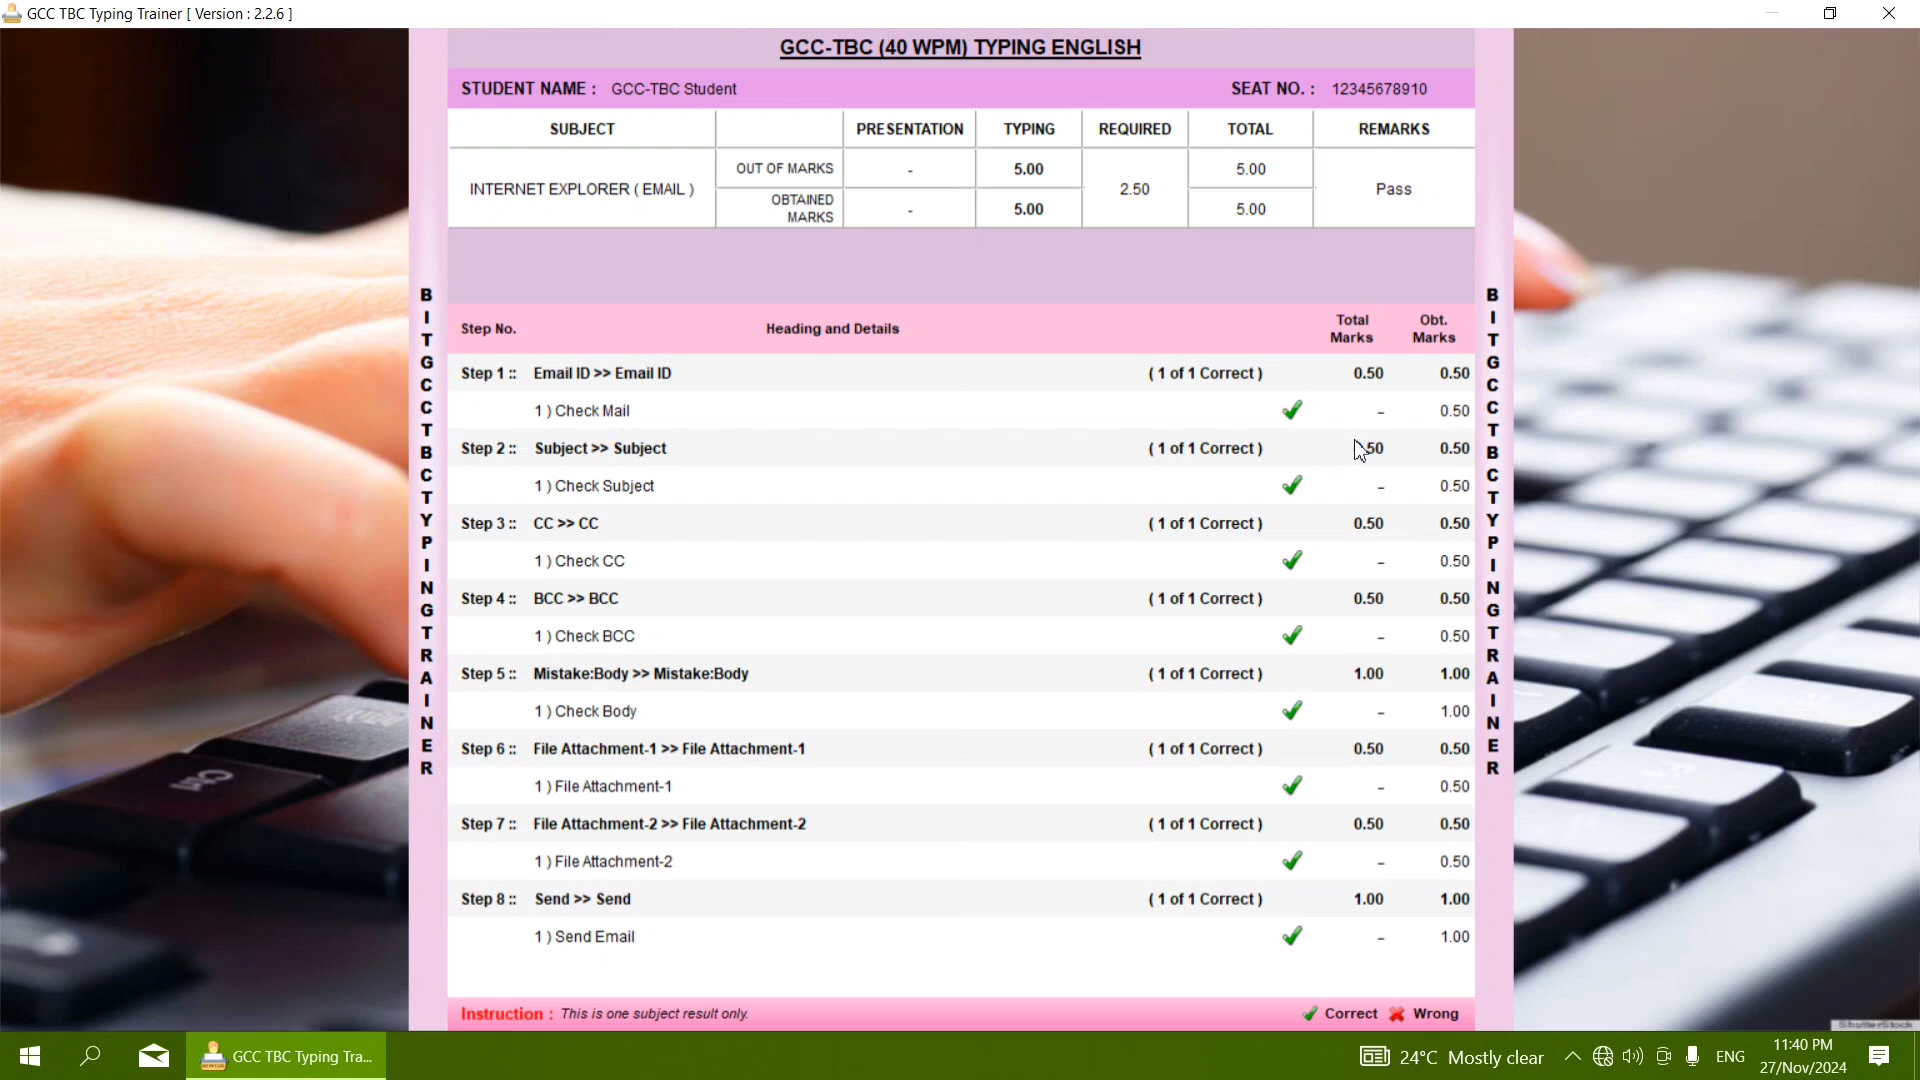 GCC TBC Typing Trainer [ Version : 2.2.6 ]
GCC-TBC (40 WPM) TYPING ENGLISH
STUDENT NAME : GCC-TBC Student SEAT NO. : 12345678910
SUBJECT PRESENTATION TYPING REQUIRED TOTAL REMARKS
INTERNET EXPLORER ( EMAIL ) OUT OF MARKS - 5.00 2.50 5.00 Pass
OBTAINED MARKS - 5.00 5.00
Step No. Heading and Details Total Marks Obt. Marks
Step 1 :: Email ID >> Email ID ( 1 of 1 Correct ) 0.50 0.50
1 ) Check Mail - 0.50
Step 2 :: Subject >> Subject ( 1 of 1 Correct ) 50 0.50
1 ) Check Subject - 0.50
Step 3 :: CC >> CC ( 1 of 1 Correct ) 0.50 0.50
1 ) Check CC - 0.50
Step 4 :: BCC >> BCC ( 1 of 1 Correct ) 0.50 0.50
1 ) Check BCC - 0.50
Step 5 :: Mistake:Body >> Mistake:Body ( 1 of 1 Correct ) 1.00 1.00
1 ) Check Body - 1.00
Step 6 :: File Attachment-1 >> File Attachment-1 ( 1 of 1 Correct ) 0.50 0.50
1 ) File Attachment-1 - 0.50
Step 7 :: File Attachment-2 >> File Attachment-2 ( 1 of 1 Correct ) 0.50 0.50
1 ) File Attachment-2 - 0.50
Step 8 :: Send >> Send ( 1 of 1 Correct ) 1.00 1.00
1 ) Send Email - 1.00
Instruction : This is one subject result only. Correct Wrong
BITGCCTBCTYPINGTRAINER
BITGCCTBCTYPINGTRAINER
ShutterStock
GCC TBC Typing Tra... 24°C Mostly clear ENG 11:40 PM
27/Nov/2024